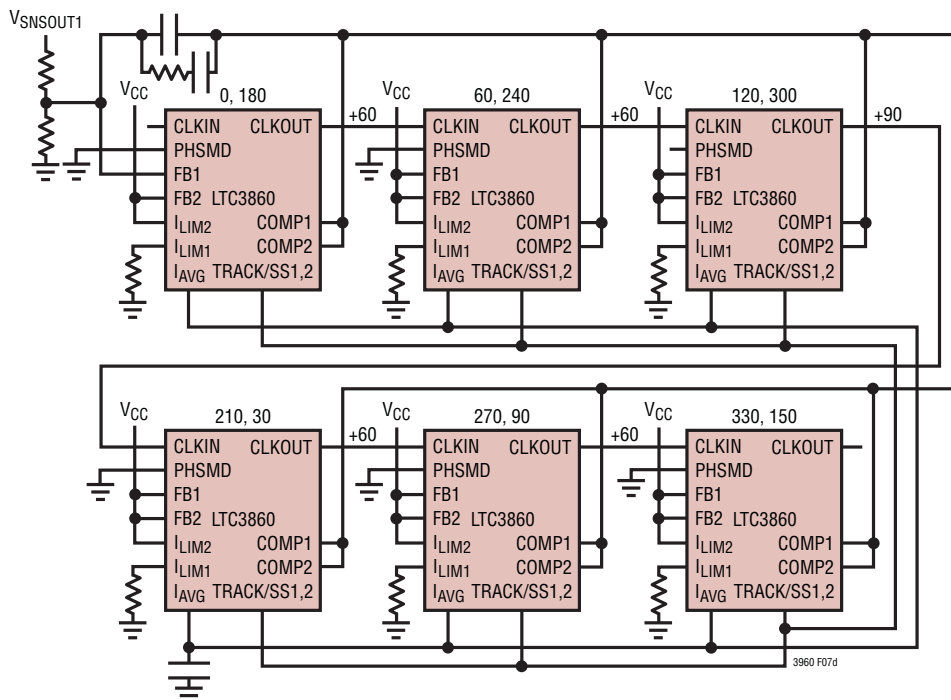 VSNSOUT1
VCC
0, 180
VCC
60, 240
VCC
120, 300
CLKIN CLKOUT
PHSMD
FB1
FB2 LTC3860
ILIM2 COMP1
ILIM1 COMP2
IAVG TRACK/SS1,2
+60
CLKIN CLKOUT
PHSMD
FB1
FB2 LTC3860
ILIM2 COMP1
ILIM1 COMP2
IAVG TRACK/SS1,2
+60
CLKIN CLKOUT
PHSMD
FB1
FB2 LTC3860
ILIM2 COMP1
ILIM1 COMP2
IAVG TRACK/SS1,2
+90
VCC
210, 30
VCC
270, 90
VCC
330, 150
CLKIN CLKOUT
PHSMD
FB1
FB2 LTC3860
ILIM2 COMP1
ILIM1 COMP2
IAVG TRACK/SS1,2
+60
CLKIN CLKOUT
PHSMD
FB1
FB2 LTC3860
ILIM2 COMP1
ILIM1 COMP2
IAVG TRACK/SS1,2
+60
CLKIN CLKOUT
PHSMD
FB1
FB2 LTC3860
ILIM2 COMP1
ILIM1 COMP2
IAVG TRACK/SS1,2
3960 F07d